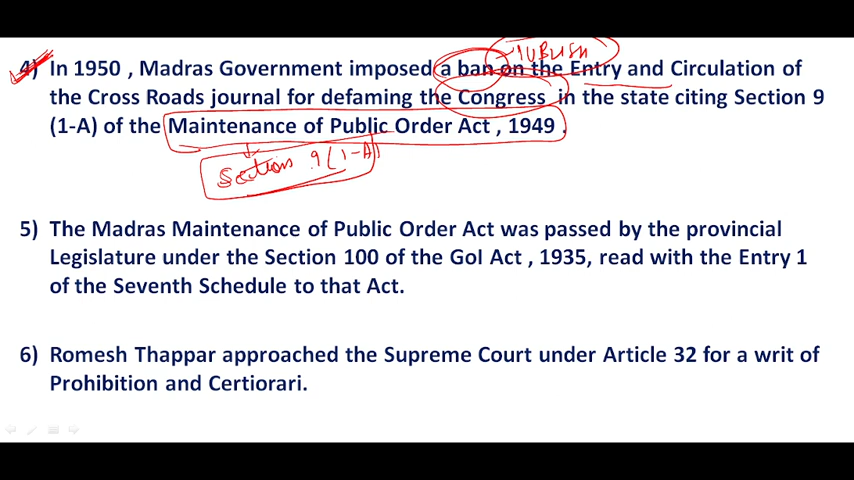 PUBLISH
4) In 1950 , Madras Government imposed a ban on the Entry and Circulation of
the Cross Roads journal for defaming the Congress in the state citing Section 9
(1-A) of the Maintenance of Public Order Act , 1949 .
Section 9 (1-A)
5) The Madras Maintenance of Public Order Act was passed by the provincial
Legislature under the Section 100 of the GoI Act , 1935, read with the Entry 1
of the Seventh Schedule to that Act.
6) Romesh Thappar approached the Supreme Court under Article 32 for a writ of
Prohibition and Certiorari.